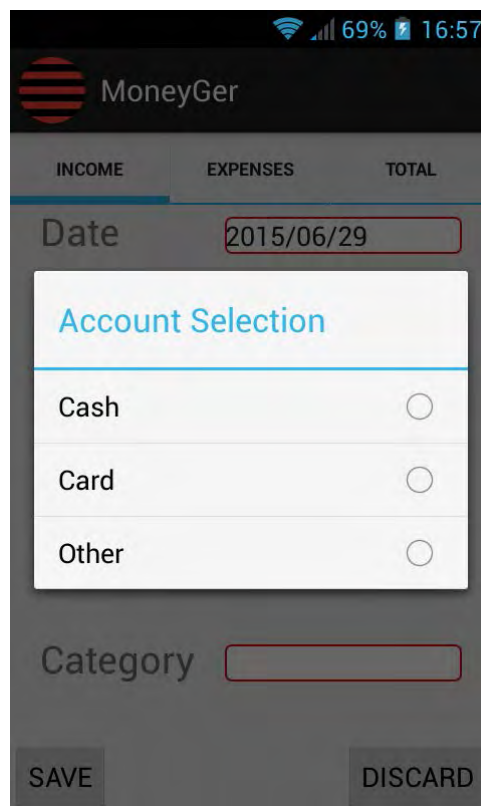 69% 16:57
MoneyGer
INCOME EXPENSES TOTAL
Date 2015/06/29
Account Selection
Cash
Card
Other
Category
SAVE DISCARD